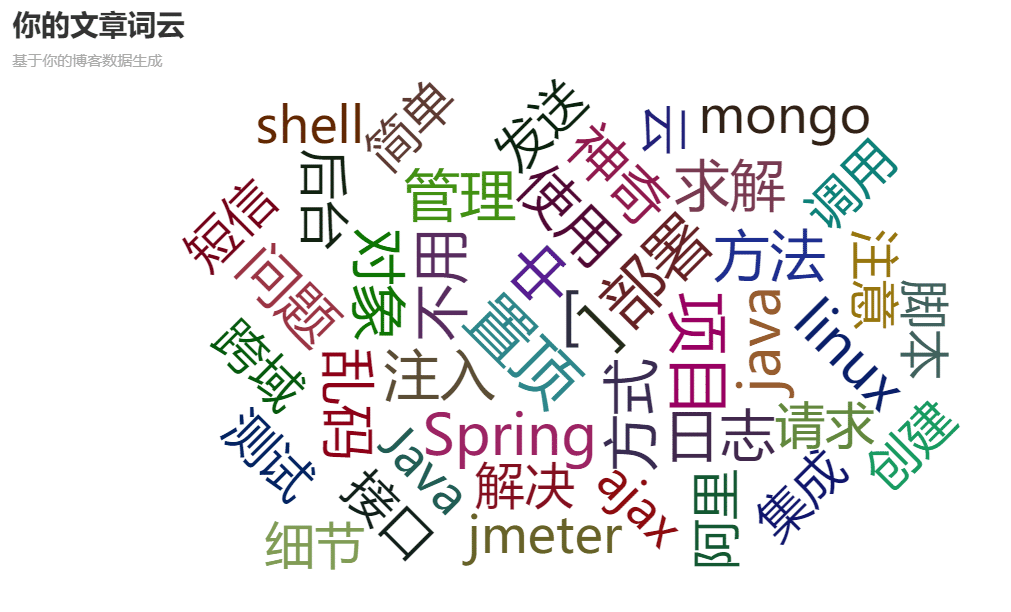 你的文章词云
基于你的博客数据生成
shell
简单
发送
云
mongo
后台
管理
使用
神奇
求解
调用
短信
问题
对象
不用
中
部署
方法
注意
脚本
跨域
乱码
注入
置顶
了
项目
java
linux
测试
Java
Spring
方式
日志
请求
创建
接口
解决
ajax
阿里
集成
细节
jmeter